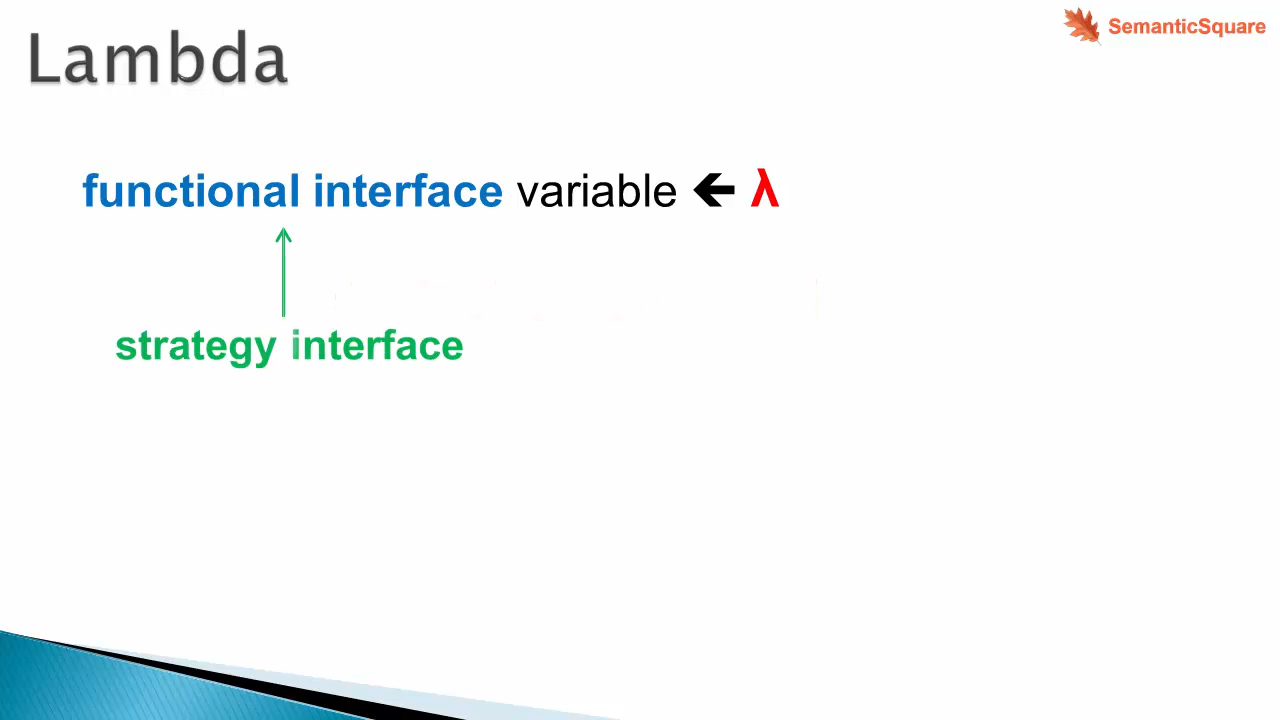 SemanticSquare
Lambda
functional interface variable 🡸 λ
strategy interface